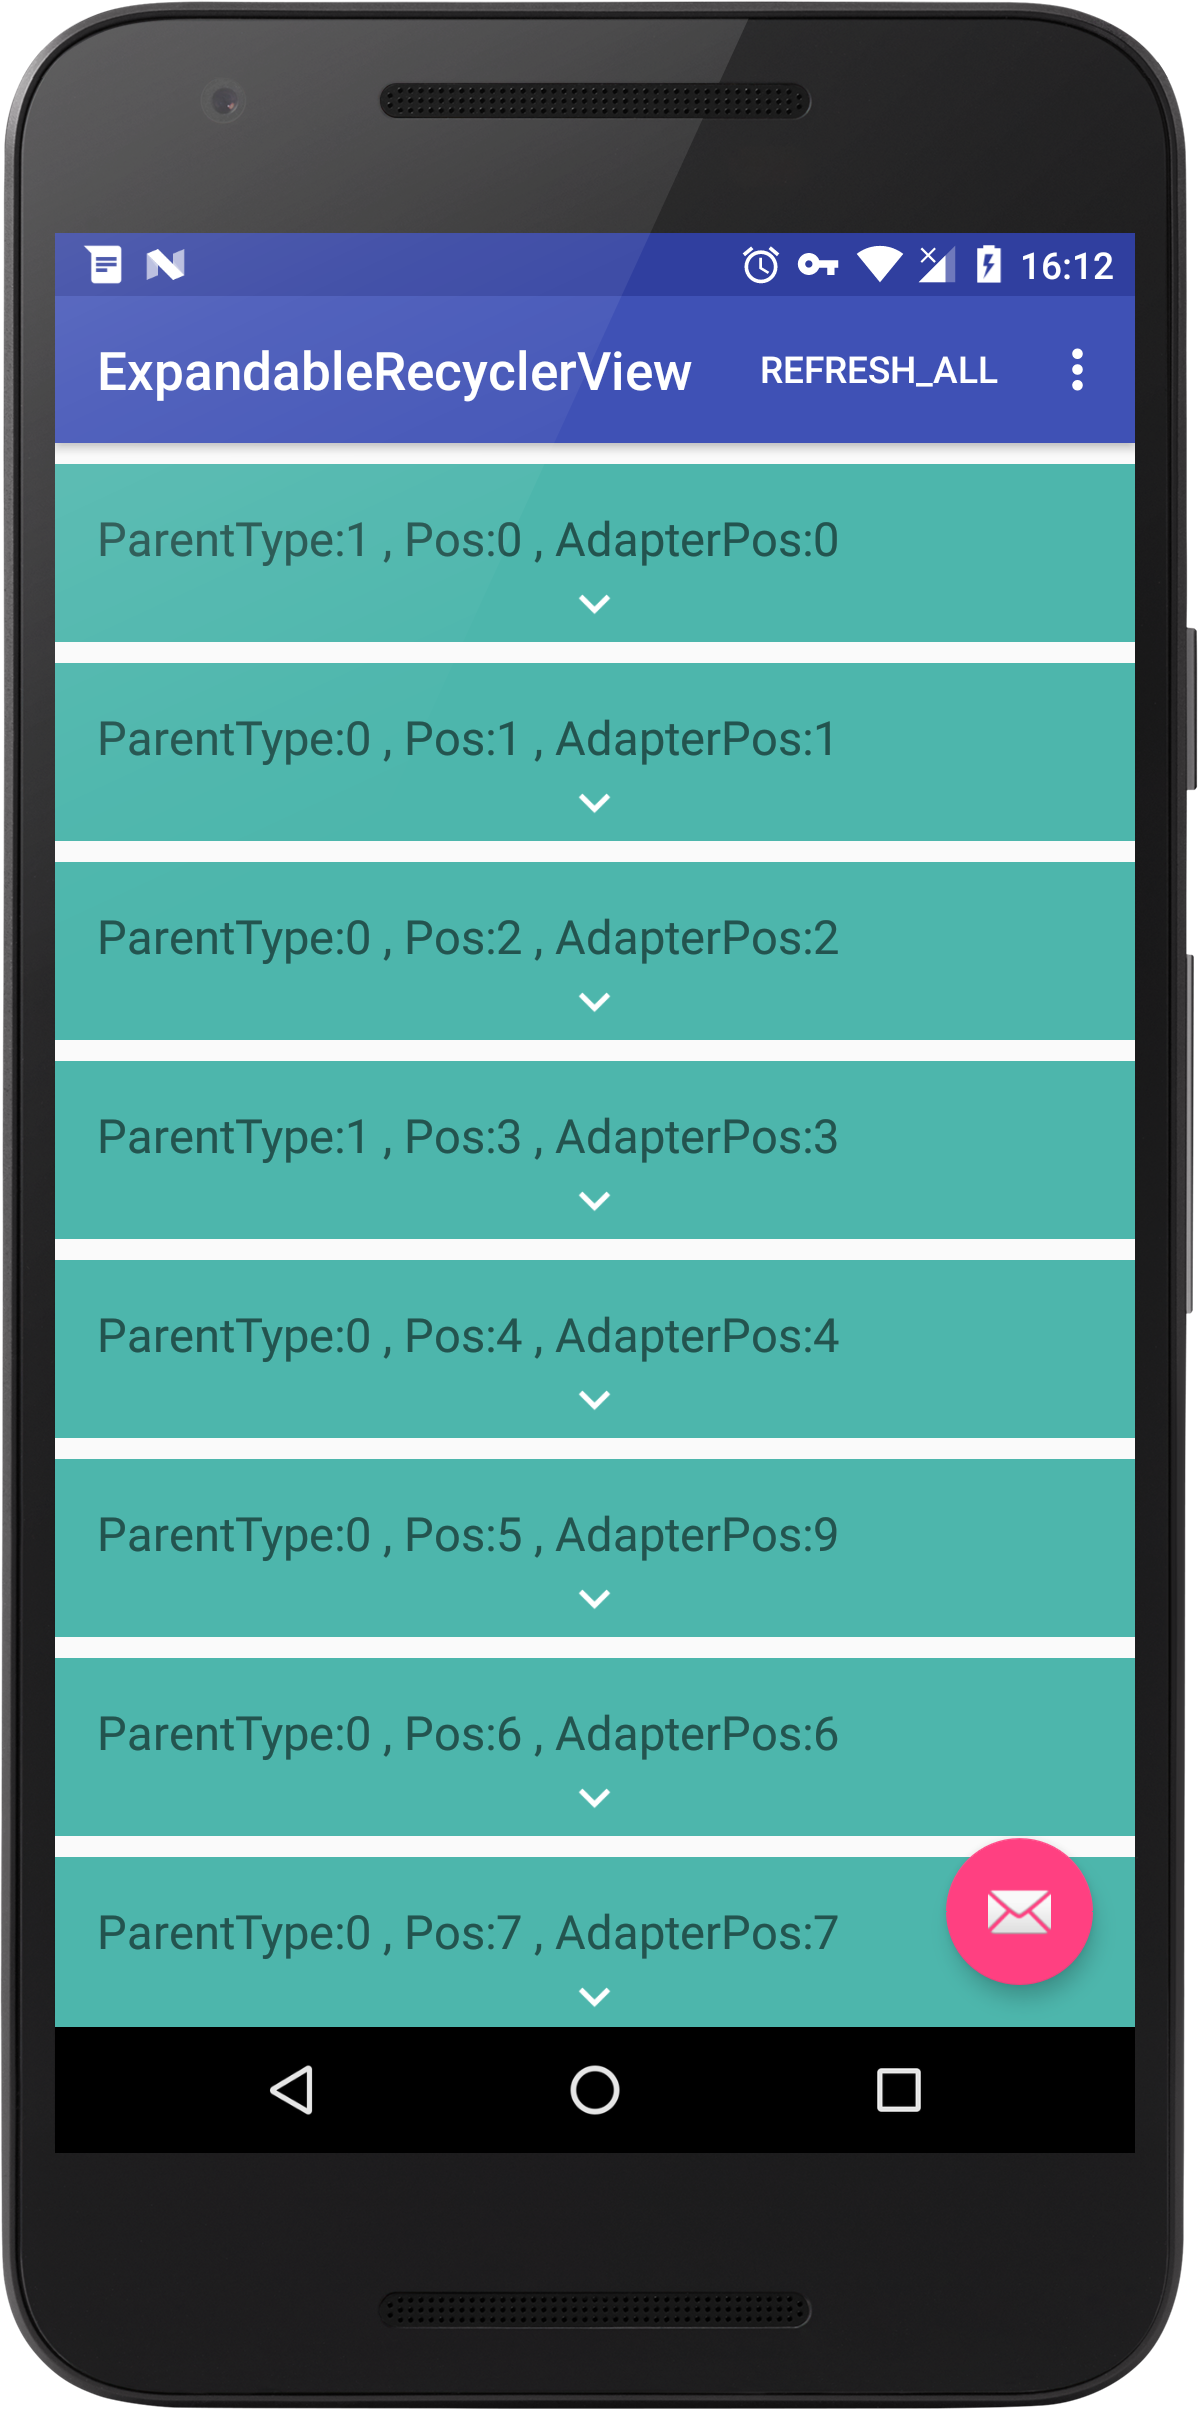 16:12
ExpandableRecyclerView REFRESH_ALL
ParentType:1 , Pos:0 , AdapterPos:0
ParentType:0 , Pos:1 , AdapterPos:1
ParentType:0 , Pos:2 , AdapterPos:2
ParentType:1 , Pos:3 , AdapterPos:3
ParentType:0 , Pos:4 , AdapterPos:4
ParentType:0 , Pos:5 , AdapterPos:9
ParentType:0 , Pos:6 , AdapterPos:6
ParentType:0 , Pos:7 , AdapterPos:7